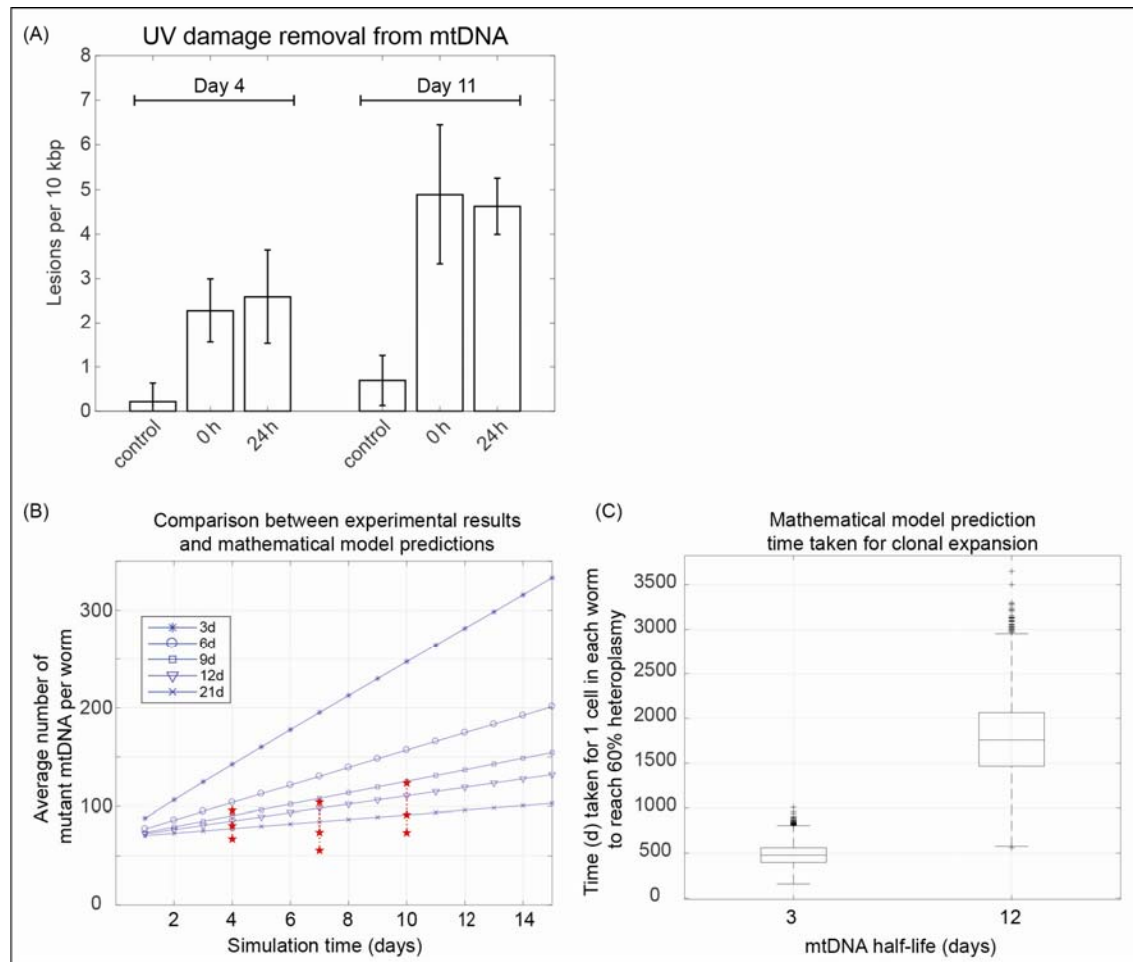 (A)
UV damage removal from mtDNA
Lesions per 10 kbp
8
7
6
5
4
3
2
1
0
Day 4
Day 11
control
0 h
24 h
control
0 h
24 h
(B)
Comparison between experimental results
and mathematical model predictions
Average number of
mutant mtDNA per worm
300
200
100
0
3d
6d
9d
12d
21d
2
4
6
8
10
12
14
Simulation time (days)
(C)
Mathematical model prediction
time taken for clonal expansion
Time (d) taken for 1 cell in each worm
to reach 60% heteroplasmy
3500
3000
2500
2000
1500
1000
500
0
3
12
mtDNA half-life (days)